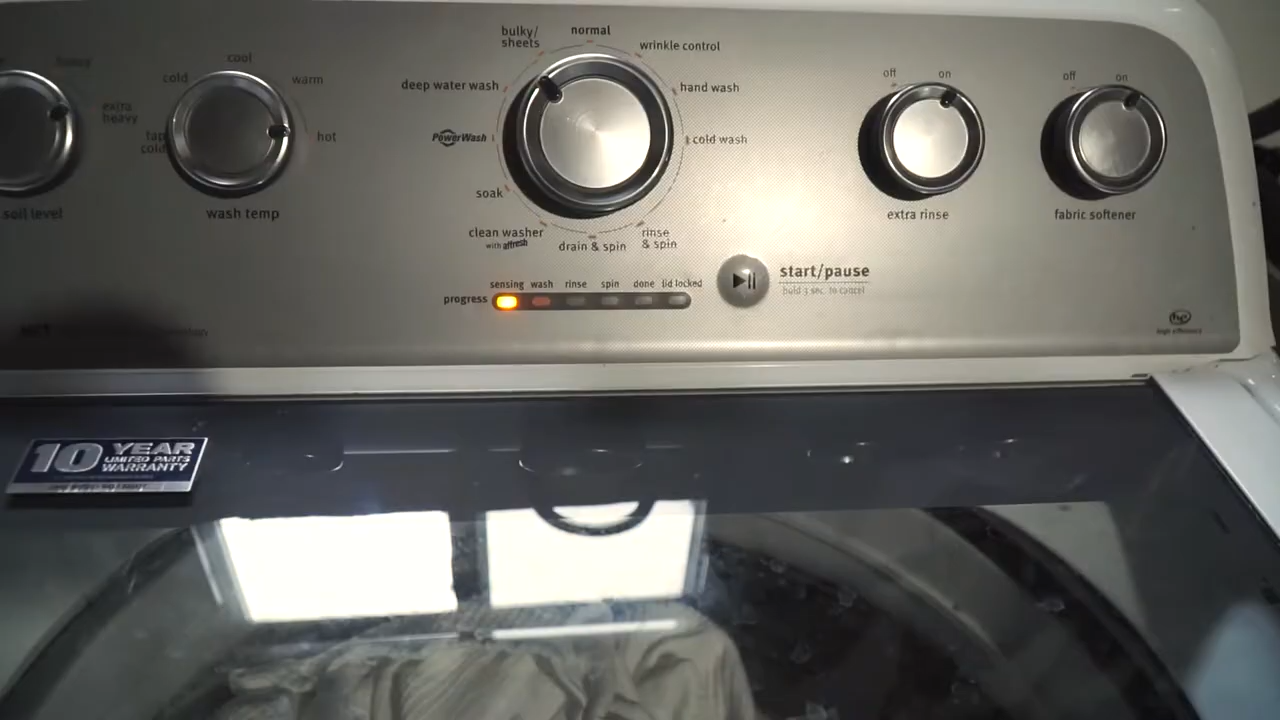 heavy
extra
heavy
soil level
cool
cold
warm
tap
cold
hot
wash temp
bulky/
sheets
normal
wrinkle control
deep water wash
hand wash
PowerWash
cold wash
soak
clean washer
with affresh
drain & spin
rinse
& spin
off
on
extra rinse
off
on
fabric softener
sensing
wash
rinse
spin
done
lid locked
progress
start/pause
hold 3 sec. to cancel
he
high efficiency
10 YEAR
LIMITED PARTS
WARRANTY